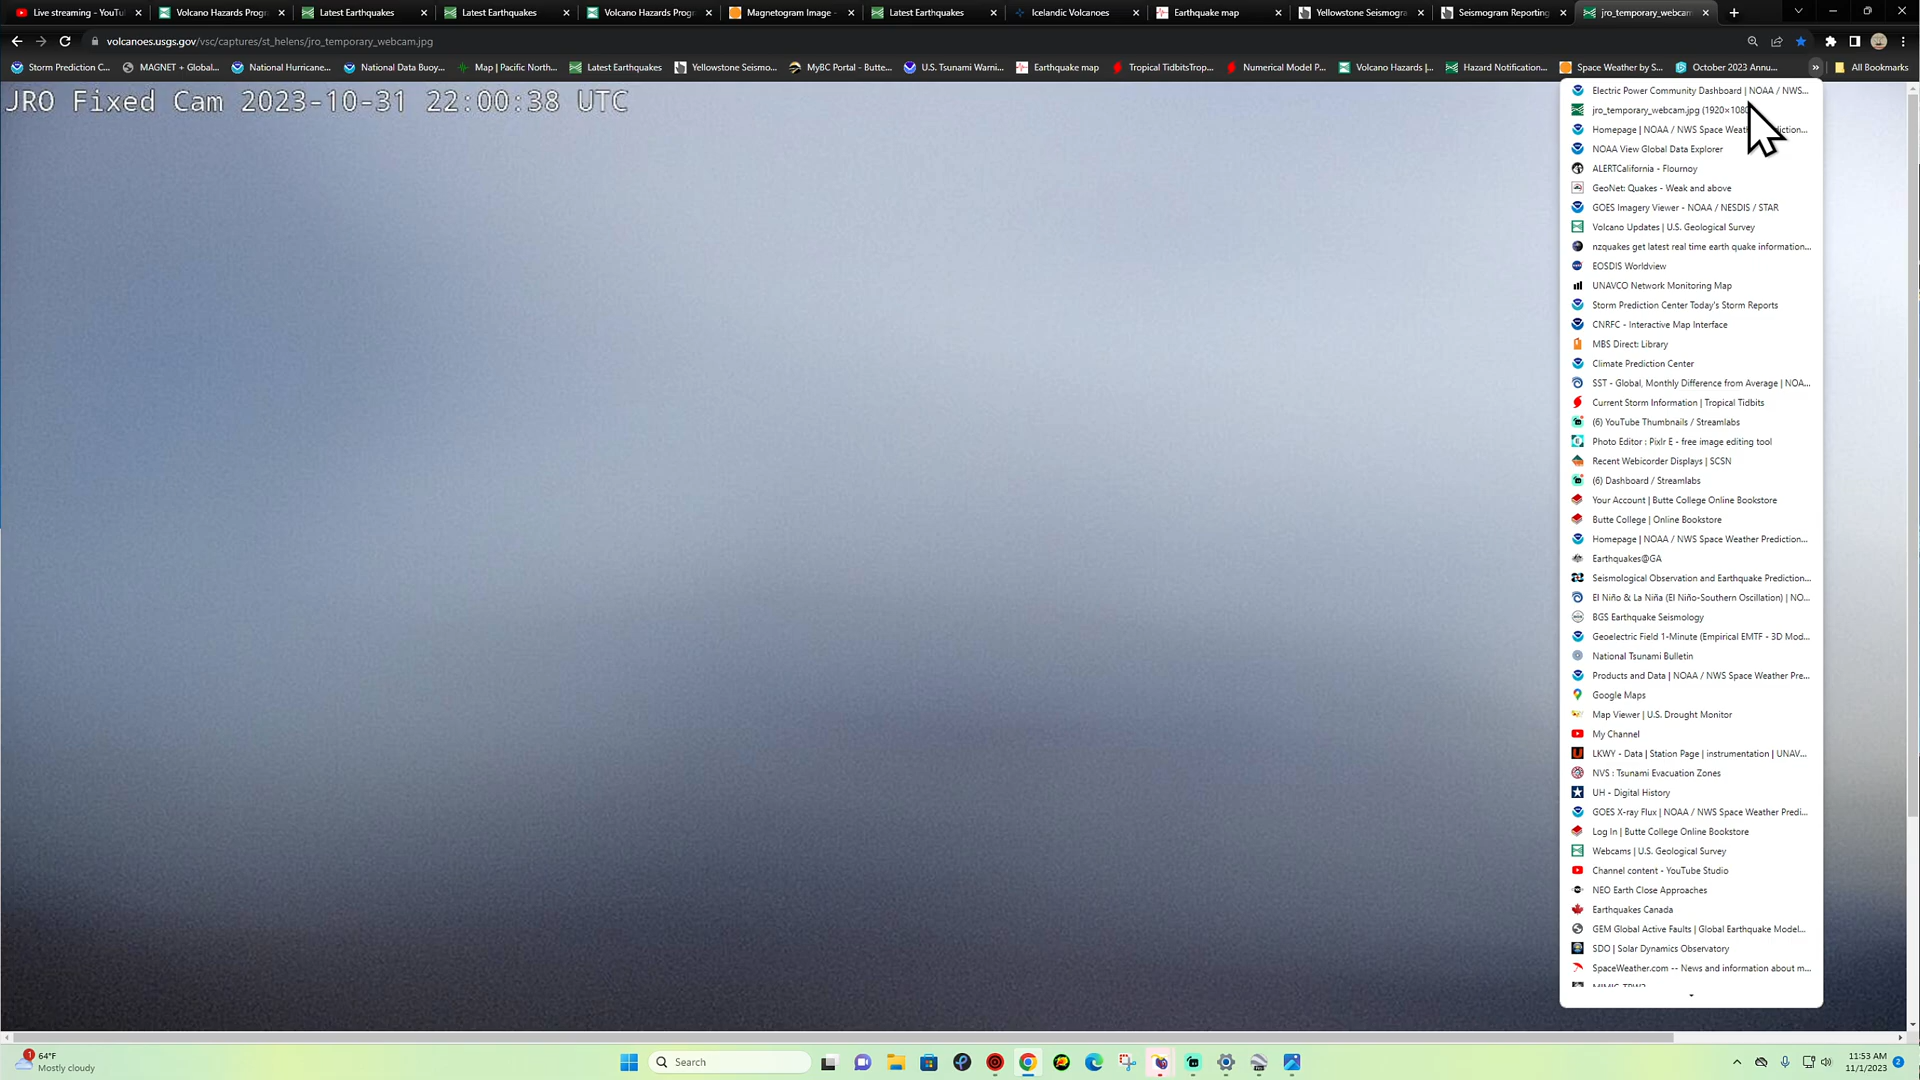 Live streaming - YouTu
Volcano Hazards Prog
Latest Earthquakes
Latest Earthquakes
Volcano Hazards Prog
Magnetogram Image -
Latest Earthquakes
Icelandic Volcanoes
Earthquake map
Yellowstone Seismogra
Seismogram Reporting
jro_temporary_webcam
volcanoes.usgs.gov/vsc/captures/st_helens/jro_temporary_webcam.jpg
Storm Prediction C...
MAGNET + Global...
National Hurricane...
National Data Buoy...
Map | Pacific North...
Latest Earthquakes
Yellowstone Seismo...
MyBC Portal - Butte...
U.S. Tsunami Warni...
Earthquake map
Tropical TidbitsTrop...
Numerical Model P...
Volcano Hazards |...
Hazard Notification...
Space Weather by S...
October 2023 Annu...
»
All Bookmarks
JRO Fixed Cam 2023-10-31 22:00:38 UTC
Electric Power Community Dashboard | NOAA / NWS...
jro_temporary_webcam.jpg (1920×1080
Homepage | NOAA / NWS Space Weather Prediction...
NOAA View Global Data Explorer
ALERTCalifornia - Flournoy
GeoNet: Quakes - Weak and above
GOES Imagery Viewer - NOAA / NESDIS / STAR
Volcano Updates | U.S. Geological Survey
nzquakes get latest real time earth quake information...
EOSDIS Worldview
UNAVCO Network Monitoring Map
Storm Prediction Center Today's Storm Reports
CNRFC - Interactive Map Interface
MBS Direct: Library
Climate Prediction Center
SST - Global, Monthly Difference from Average | NOA...
Current Storm Information | Tropical Tidbits
(6) YouTube Thumbnails / Streamlabs
Photo Editor : Pixlr E - free image editing tool
Recent Webicorder Displays | SCSN
(6) Dashboard / Streamlabs
Your Account | Butte College Online Bookstore
Butte College | Online Bookstore
Homepage | NOAA / NWS Space Weather Prediction...
Earthquakes@GA
Seismological Observation and Earthquake Prediction...
El Niño & La Niña (El Niño-Southern Oscillation) | NO...
BGS Earthquake Seismology
Geoelectric Field 1-Minute (Empirical EMTF - 3D Mod...
National Tsunami Bulletin
Products and Data | NOAA / NWS Space Weather Pre...
Google Maps
Map Viewer | U.S. Drought Monitor
My Channel
LKWY - Data | Station Page | instrumentation | UNAV...
NVS : Tsunami Evacuation Zones
UH - Digital History
GOES X-ray Flux | NOAA / NWS Space Weather Predi...
Log In | Butte College Online Bookstore
Webcams | U.S. Geological Survey
Channel content - YouTube Studio
NEO Earth Close Approaches
Earthquakes Canada
GEM Global Active Faults | Global Earthquake Model...
SDO | Solar Dynamics Observatory
SpaceWeather.com -- News and information about m...
MIMIC-TPW2
1
64°F
Mostly cloudy
Search
11:53 AM
11/1/2023
2